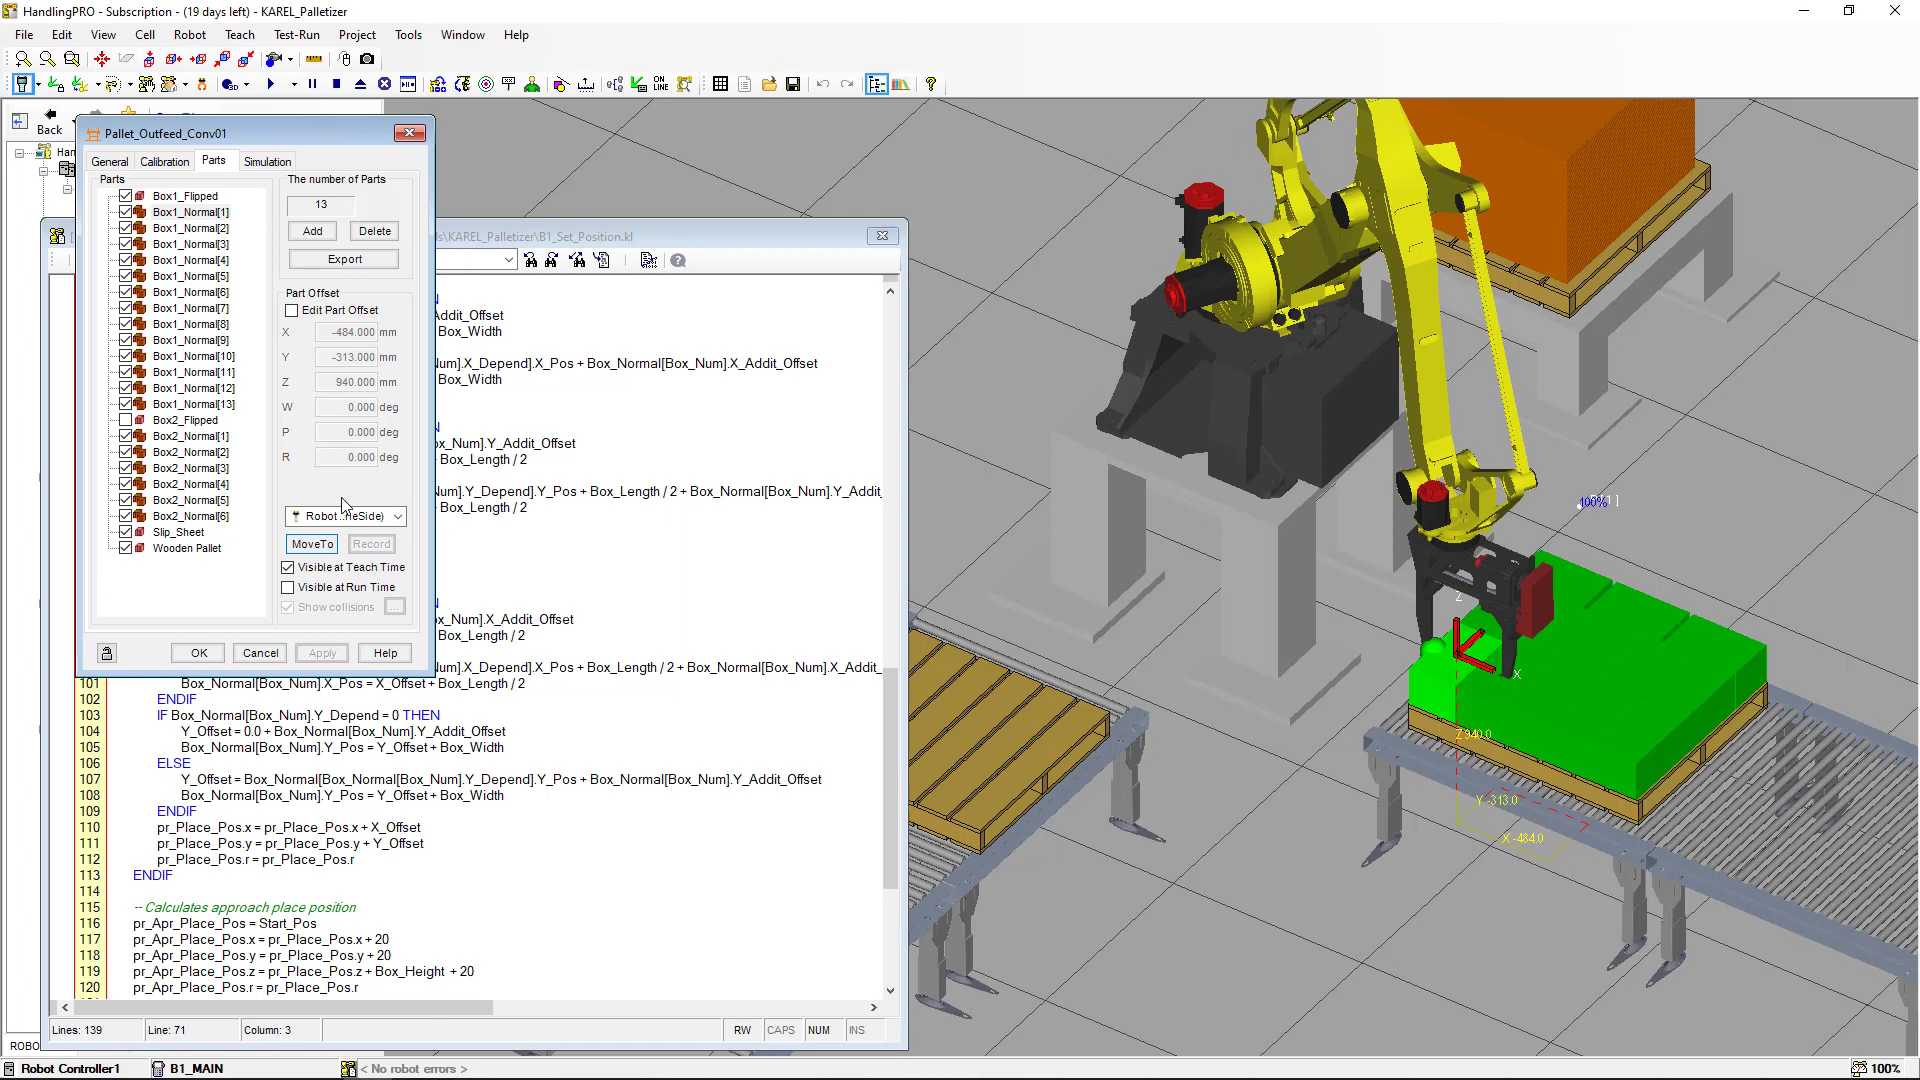 HandlingPRO - Subscription - (19 days left) - KAREL_Palletizer
File Edit View Cell Robot Teach Test-Run Project Tools Window Help
ON
LINE
Back
Han
Pallet_Outfeed_Conv01
General Calibration Parts Simulation
Parts
Box1_Flipped
Box1_Normal[1]
Box1_Normal[2]
Box1_Normal[3]
Box1_Normal[4]
Box1_Normal[5]
Box1_Normal[6]
Box1_Normal[7]
Box1_Normal[8]
Box1_Normal[9]
Box1_Normal[10]
Box1_Normal[11]
Box1_Normal[12]
Box1_Normal[13]
Box2_Flipped
Box2_Normal[1]
Box2_Normal[2]
Box2_Normal[3]
Box2_Normal[4]
Box2_Normal[5]
Box2_Normal[6]
Slip_Sheet
Wooden Pallet
The number of Parts
13
Add Delete
Export
Part Offset
Edit Part Offset
X -484.000 mm
Y -313.000 mm
Z 940.000 mm
W 0.000 deg
P 0.000 deg
R 0.000 deg
MoveTo Record
Visible at Teach Time
Visible at Run Time
Show collisions ...
OK Cancel Apply Help
ls\KAREL_Palletizer\B1_Set_Position.kl
N
Addit_Offset
Box_Width
Num].X_Depend].X_Pos + Box_Normal[Box_Num].X_Addit_Offset
Box_Width
N
ox_Num].Y_Addit_Offset
Box_Length / 2
Num].Y_Depend].Y_Pos + Box_Length / 2 + Box_Normal[Box_Num].Y_Addit_
Box_Length / 2
N
Addit_Offset
Box_Length / 2
Num].X_Depend].X_Pos + Box_Length / 2 + Box_Normal[Box_Num].X_Addit_
101 Box_Normal[Box_Num].X_Pos = X_Offset + Box_Length / 2
102 ENDIF
103 IF Box_Normal[Box_Num].Y_Depend = 0 THEN
104 Y_Offset = 0.0 + Box_Normal[Box_Num].Y_Addit_Offset
105 Box_Normal[Box_Num].Y_Pos = Y_Offset + Box_Width
106 ELSE
107 Y_Offset = Box_Normal[Box_Normal[Box_Num].Y_Depend].Y_Pos + Box_Normal[Box_Num].Y_Addit_Offset
108 Box_Normal[Box_Num].Y_Pos = Y_Offset + Box_Width
109 ENDIF
110 pr_Place_Pos.x = pr_Place_Pos.x + X_Offset
111 pr_Place_Pos.y = pr_Place_Pos.y + Y_Offset
112 pr_Place_Pos.r = pr_Place_Pos.r
113 ENDIF
114
115 -- Calculates approach place position
116 pr_Apr_Place_Pos = Start_Pos
117 pr_Apr_Place_Pos.x = pr_Place_Pos.x + 20
118 pr_Apr_Place_Pos.y = pr_Place_Pos.y + 20
119 pr_Apr_Place_Pos.z = pr_Place_Pos.z + Box_Height + 20
120 pr_Apr_Place_Pos.r = pr_Place_Pos.r
Lines: 139 Line: 71 Column: 3 RW CAPS NUM INS
100%
Z
X
Z 940.0
Y -313.0
X -484.0
ROBO
Robot Controller1 B1_MAIN < No robot errors > 100%